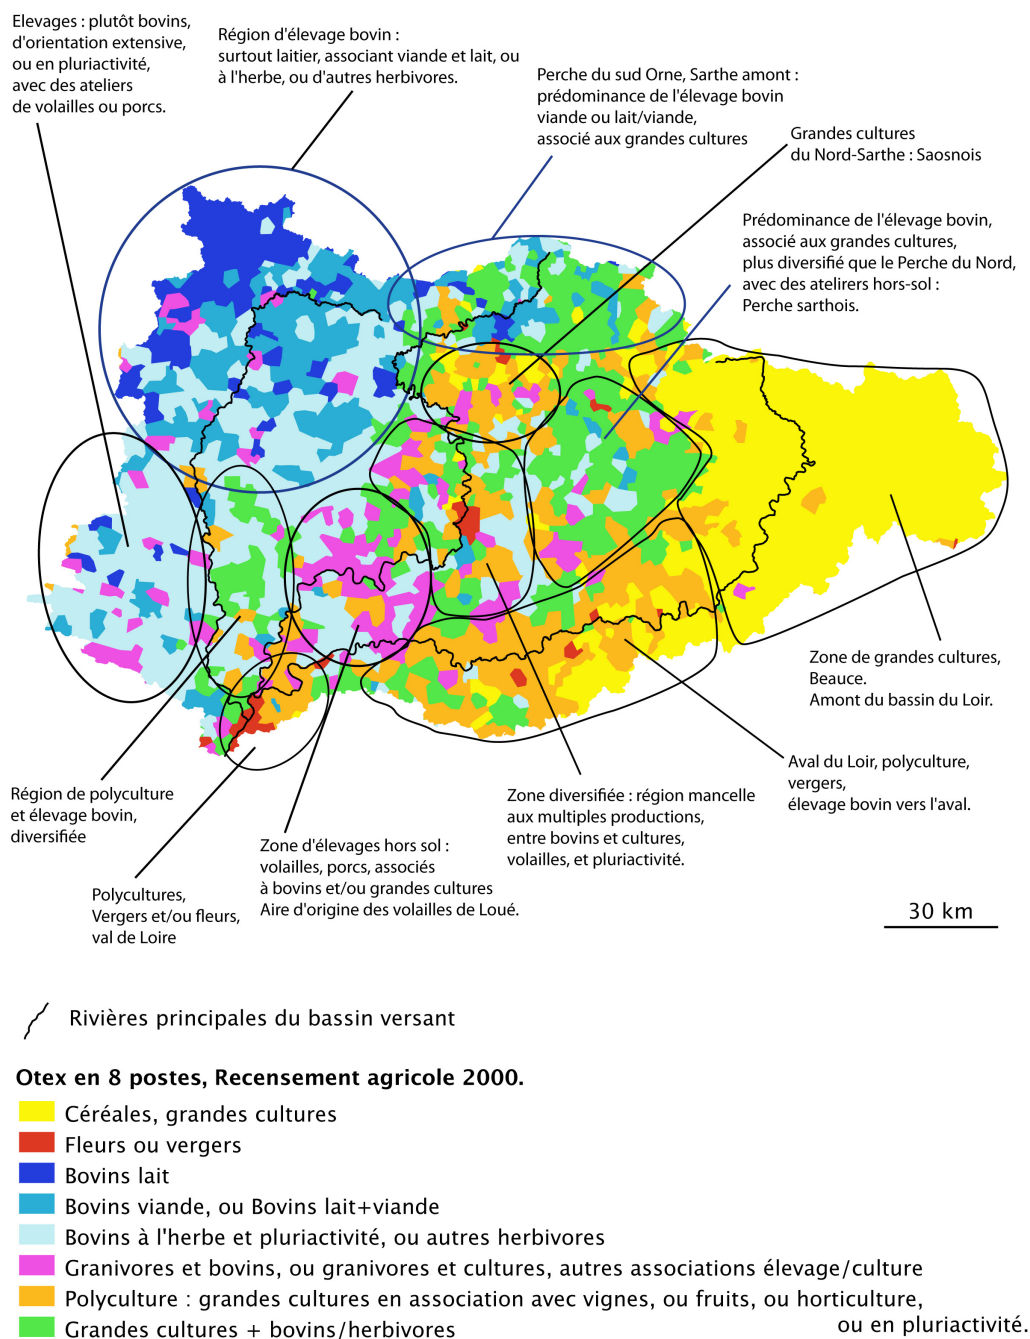 Elevages : plutôt bovins,
d'orientation extensive,
ou en pluriactivité,
avec des ateliers
de volailles ou porcs.
Région d'élevage bovin :
surtout laitier, associant viande et lait, ou
à l'herbe, ou d'autres herbivores.
Perche du sud Orne, Sarthe amont :
prédominance de l'élevage bovin
viande ou lait/viande,
associé aux grandes cultures
Grandes cultures
du Nord-Sarthe : Saosnois
Prédominance de l'élevage bovin,
associé aux grandes cultures,
plus diversifié que le Perche du Nord,
avec des atelirers hors-sol :
Perche sarthois.
Zone de grandes cultures,
Beauce.
Amont du bassin du Loir.
Aval du Loir, polyculture,
vergers,
élevage bovin vers l'aval.
Région de polyculture
et élevage bovin,
diversifiée
Zone diversifiée : région mancelle
aux multiples productions,
entre bovins et cultures,
volailles, et pluriactivité.
Zone d'élevages hors sol :
volailles, porcs, associés
à bovins et/ou grandes cultures
Aire d'origine des volailles de Loué.
Polycultures,
Vergers et/ou fleurs,
val de Loire
30 km
Rivières principales du bassin versant
Otex en 8 postes, Recensement agricole 2000.
Céréales, grandes cultures
Fleurs ou vergers
Bovins lait
Bovins viande, ou Bovins lait+viande
Bovins à l'herbe et pluriactivité, ou autres herbivores
Granivores et bovins, ou granivores et cultures, autres associations élevage/culture
Polyculture : grandes cultures en association avec vignes, ou fruits, ou horticulture,
ou en pluriactivité.
Grandes cultures + bovins/herbivores